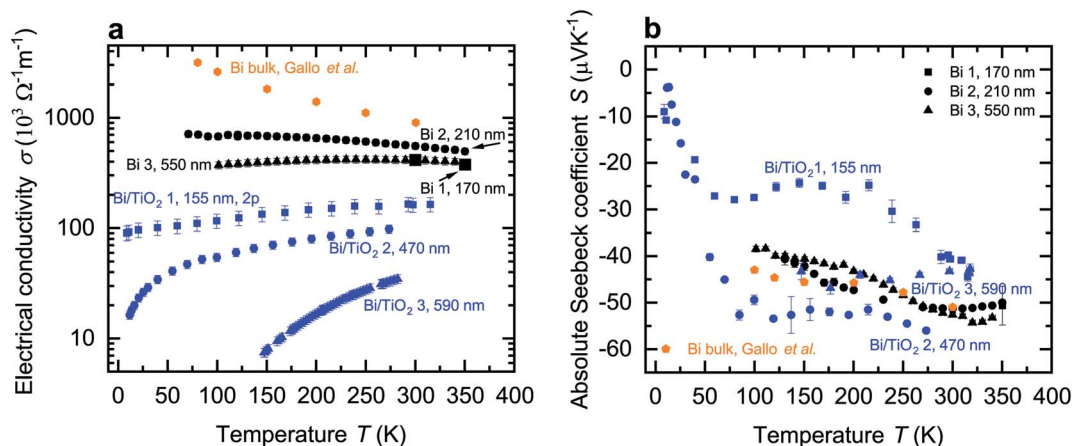 a
Electrical conductivity σ (10³ Ω⁻¹m⁻¹)
1000
100
10
Bi bulk, Gallo et al.
Bi 2, 210 nm
Bi 3, 550 nm
Bi 1, 170 nm
Bi/TiO₂ 1, 155 nm, 2p
Bi/TiO₂ 2, 470 nm
Bi/TiO₂ 3, 590 nm
0 50 100 150 200 250 300 350 400
Temperature T (K)
b
Absolute Seebeck coefficient S (μVK⁻¹)
0
-10
-20
-30
-40
-50
-60
Bi 1, 170 nm
Bi 2, 210 nm
Bi 3, 550 nm
Bi/TiO₂1, 155 nm
Bi/TiO₂ 3, 590 nm
Bi bulk, Gallo et al.
Bi/TiO₂ 2, 470 nm
0 50 100 150 200 250 300 350 400
Temperature T (K)